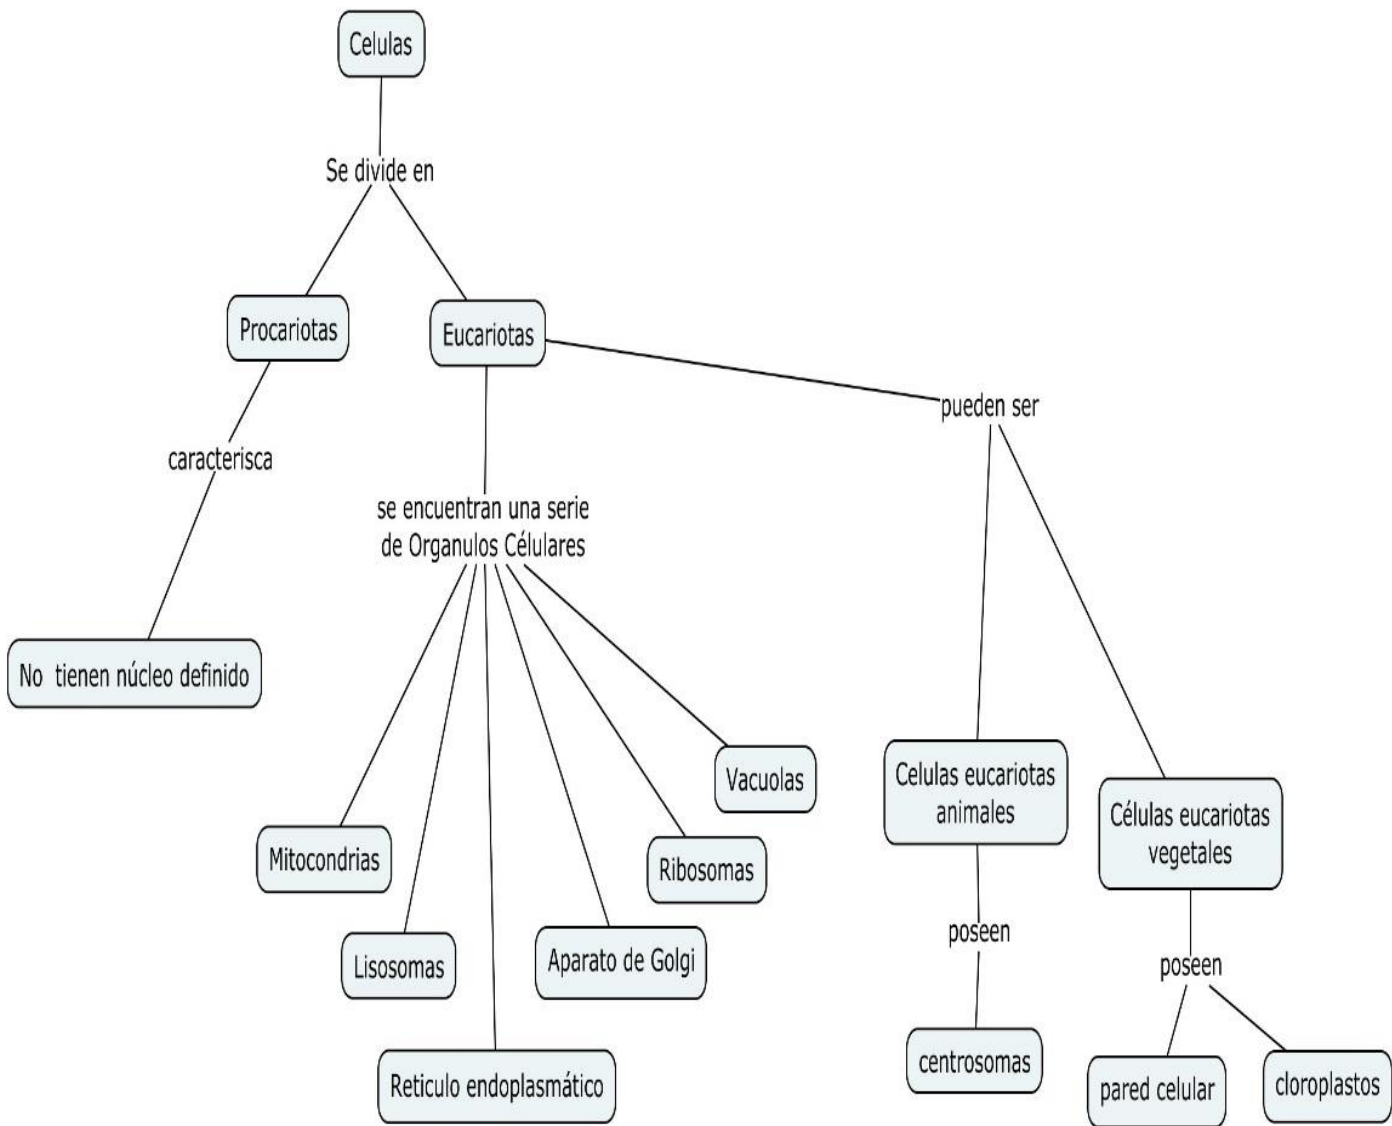 Celulas
Se divide en
Procariotas
Eucariotas
pueden ser
caracterisca
se encuentran una serie
de Organulos Célulares
No tienen núcleo definido
Vacuolas
Celulas eucariotas
animales
Células eucariotas
vegetales
Mitocondrias
Ribosomas
Lisosomas
Aparato de Golgi
poseen
poseen
Reticulo endoplasmático
centrosomas
pared celular
cloroplastos